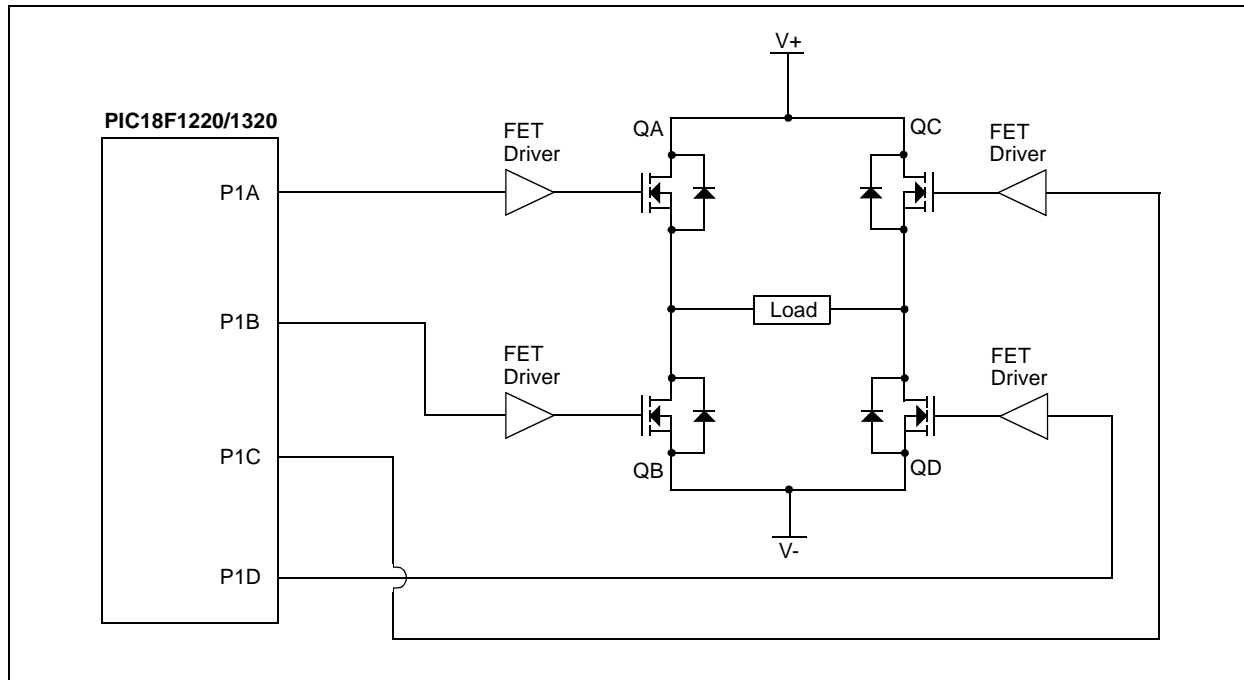 V+
PIC18F1220/1320
FET
Driver
QA
QC
FET
Driver
P1A
P1B
Load
FET
Driver
FET
Driver
P1C
QB
QD
V-
P1D